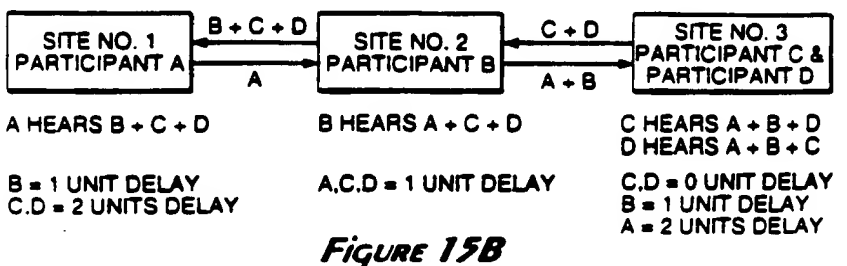 SITE NO. 1
PARTICIPANT A
B + C + D
A
SITE NO. 2
PARTICIPANT B
C + D
A + B
SITE NO. 3
PARTICIPANT C &
PARTICIPANT D
A HEARS B + C + D
B = 1 UNIT DELAY
C.D = 2 UNITS DELAY
B HEARS A + C + D
A,C,D = 1 UNIT DELAY
C HEARS A + B + D
D HEARS A + B + C
C,D = 0 UNIT DELAY
B = 1 UNIT DELAY
A = 2 UNITS DELAY
FIGURE 15B